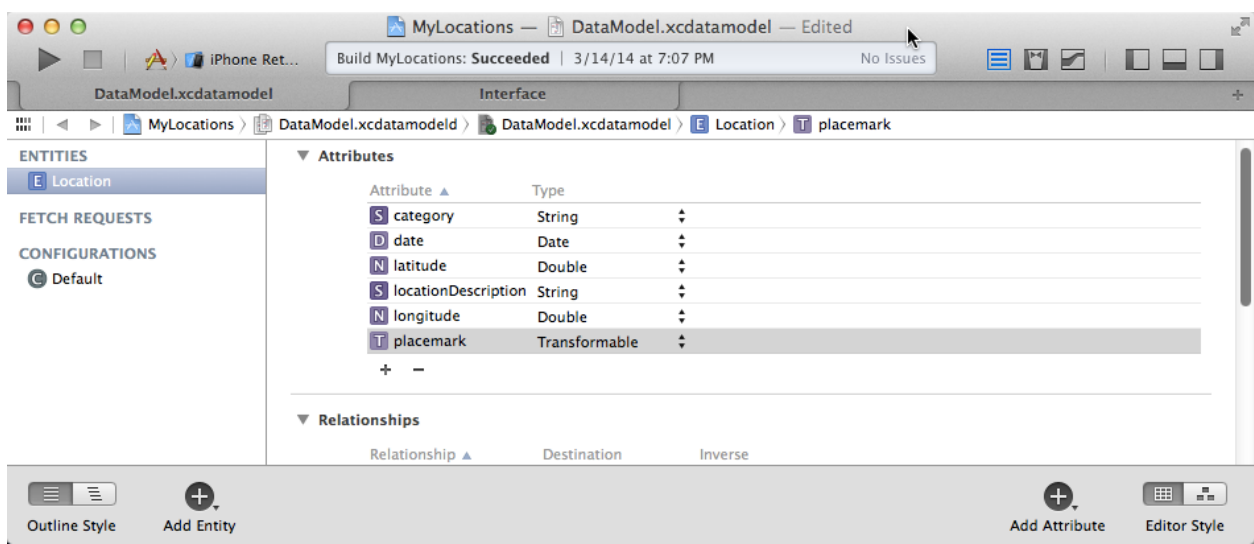 MyLocations — DataModel.xcdatamodel — Edited
iPhone Ret...
Build MyLocations: Succeeded | 3/14/14 at 7:07 PM No Issues
DataModel.xcdatamodel Interface
MyLocations 〉 DataModel.xcdatamodeld 〉 DataModel.xcdatamodel 〉 E Location 〉 T placemark
ENTITIES
E Location
FETCH REQUESTS
CONFIGURATIONS
C Default
Attributes
Attribute Type
S category String
D date Date
N latitude Double
S locationDescription String
N longitude Double
T placemark Transformable
+ −
Relationships
Relationship Destination Inverse
Outline Style Add Entity Add Attribute Editor Style